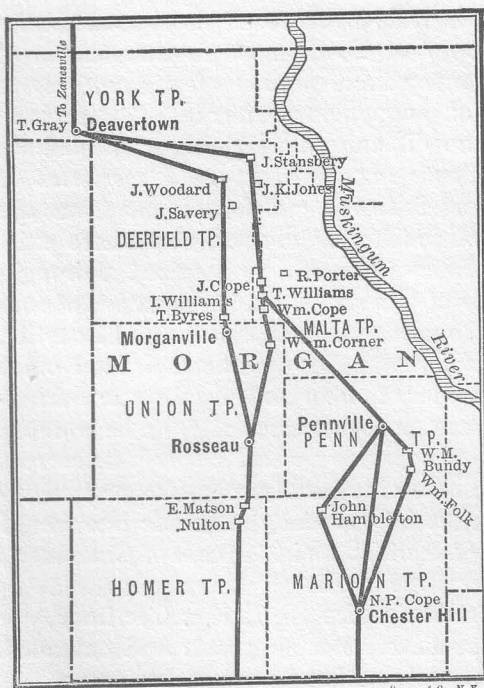 To Zanesville
YORK TP.
T. Gray
Deavertown
J. Stansbery
J. Woodard
J. K. Jones
J. Savery
Muskingum
DEERFIELD TP.
R. Porter
J. Cope
T. Williams
I. Williams
Wm. Cope
T. Byres
MALTA TP.
Morganville
Wm. Corner
River
MORGAN
UNION TP.
Pennville
PENN TP.
Rosseau
W. M.
Bundy
Wm. Folk
E. Matson
Nulton
John
Hambleton
HOMER TP.
MARION TP.
N. P. Cope
Chester Hill